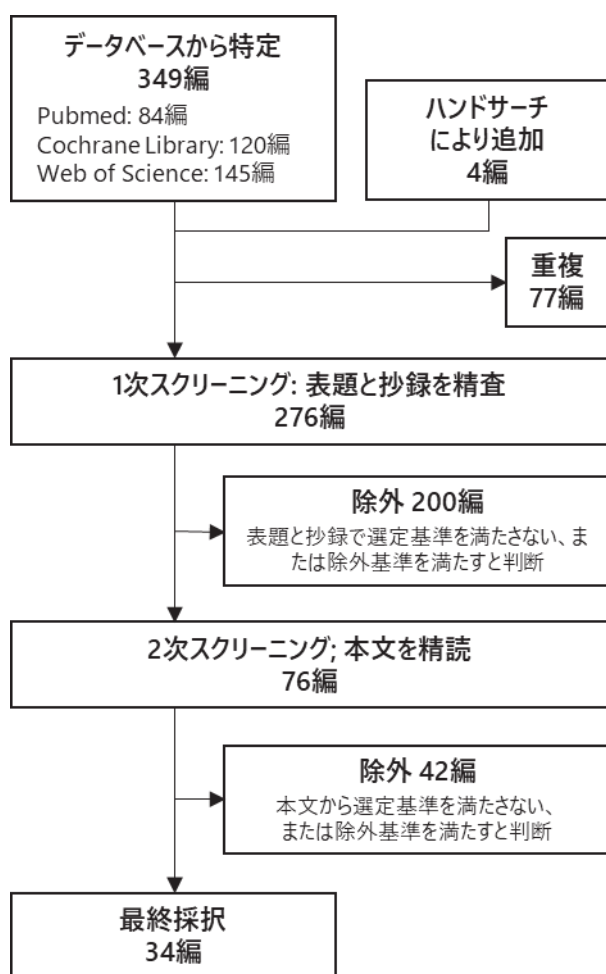 データベースから特定
349編
Pubmed: 84編
Cochrane Library: 120編
Web of Science: 145編
ハンドサーチ
により追加
4編
重複
77編
1次スクリーニング: 表題と抄録を精査
276編
除外 200編
表題と抄録で選定基準を満たさない、ま
たは除外基準を満たすと判断
2次スクリーニング; 本文を精読
76編
除外 42編
本文から選定基準を満たさない、
または除外基準を満たすと判断
最終採択
34編